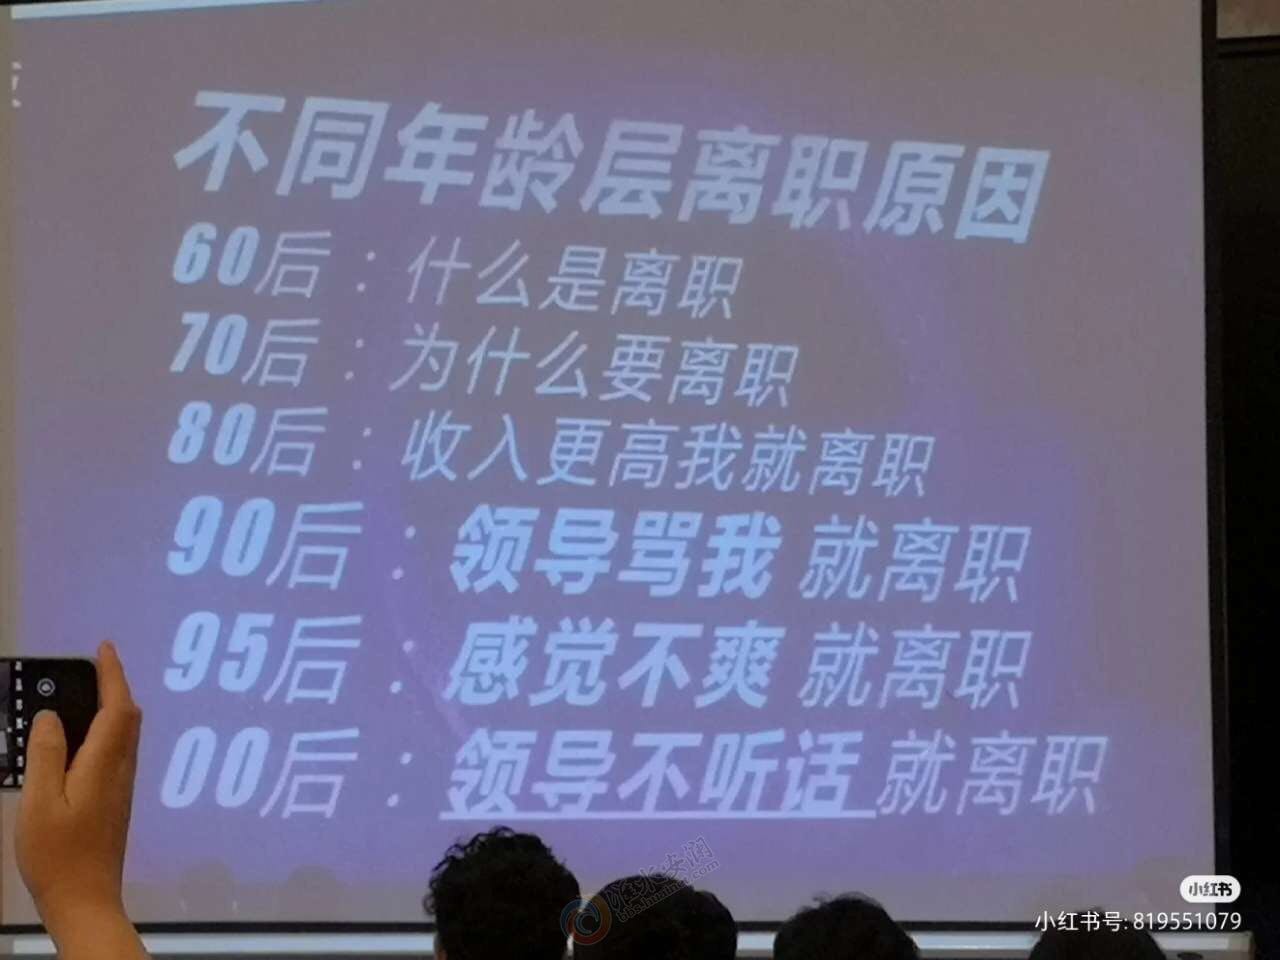 不同年龄层离职原因
60后：什么是离职
70后：为什么要离职
80后：收入更高我就离职
90后：领导骂我 就离职
95后：感觉不爽 就离职
00后：领导不听话 就离职
小红书
小红书号: 819551079